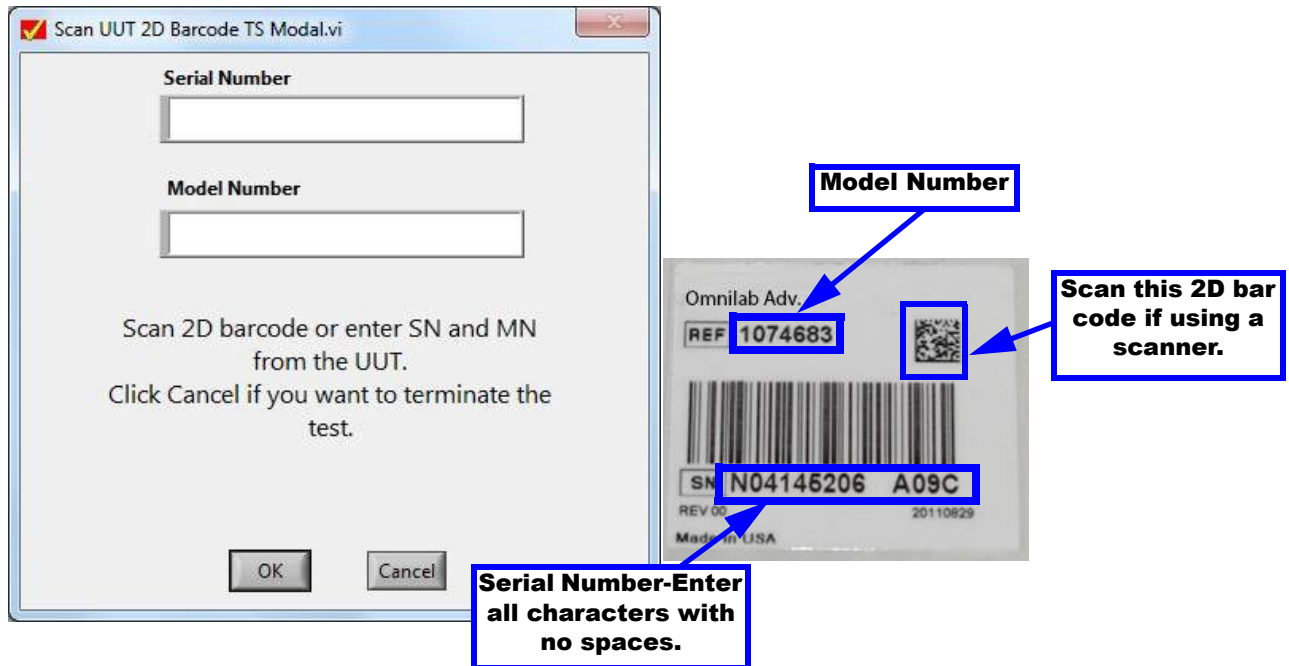 Scan UUT 2D Barcode TS Modal.vi
Serial Number
Model Number
Scan 2D barcode or enter SN and MN
from the UUT.
Click Cancel if you want to terminate the
test.
OK
Cancel
Model Number
Omnilab Adv.
REF 1074683
Scan this 2D bar
code if using a
scanner.
SN N04145206 A09C
REV 00 20110829
Made in USA
Serial Number-Enter
all characters with
no spaces.